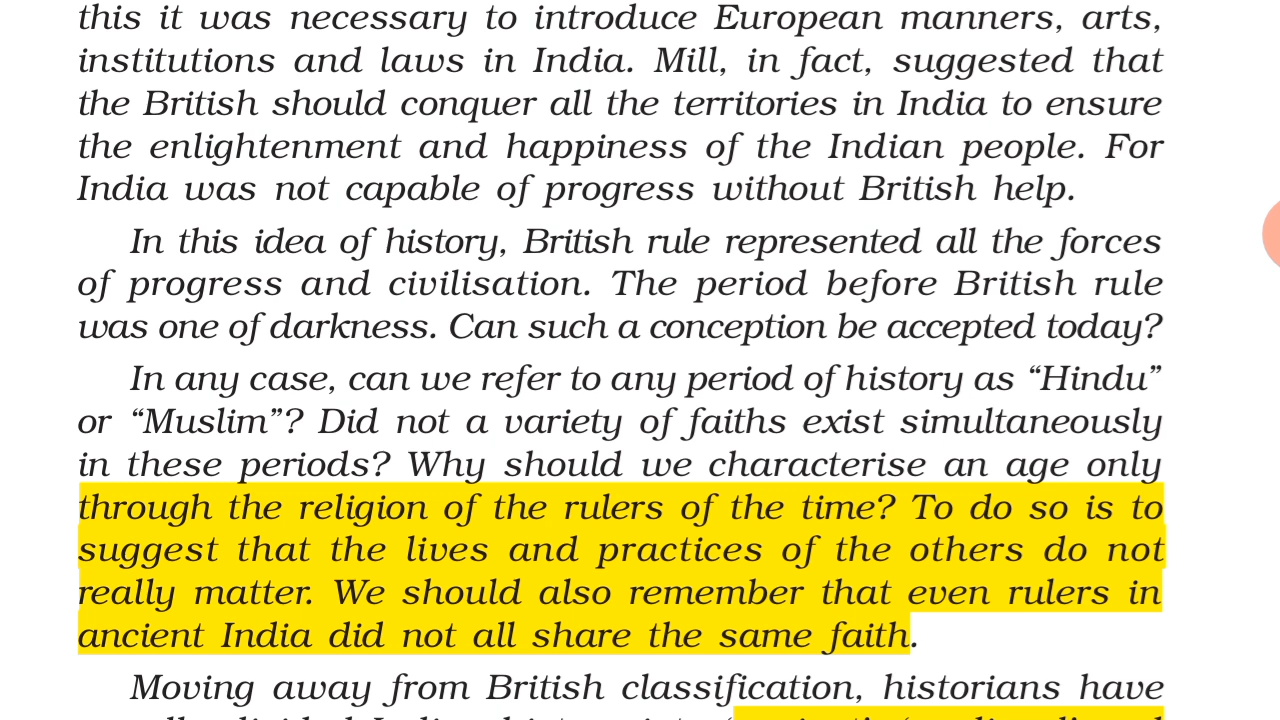 this it was necessary to introduce European manners, arts,
institutions and laws in India. Mill, in fact, suggested that
the British should conquer all the territories in India to ensure
the enlightenment and happiness of the Indian people. For
India was not capable of progress without British help.
In this idea of history, British rule represented all the forces
of progress and civilisation. The period before British rule
was one of darkness. Can such a conception be accepted today?
In any case, can we refer to any period of history as “Hindu”
or “Muslim”? Did not a variety of faiths exist simultaneously
in these periods? Why should we characterise an age only
through the religion of the rulers of the time? To do so is to
suggest that the lives and practices of the others do not
really matter. We should also remember that even rulers in
ancient India did not all share the same faith.
Moving away from British classification, historians have